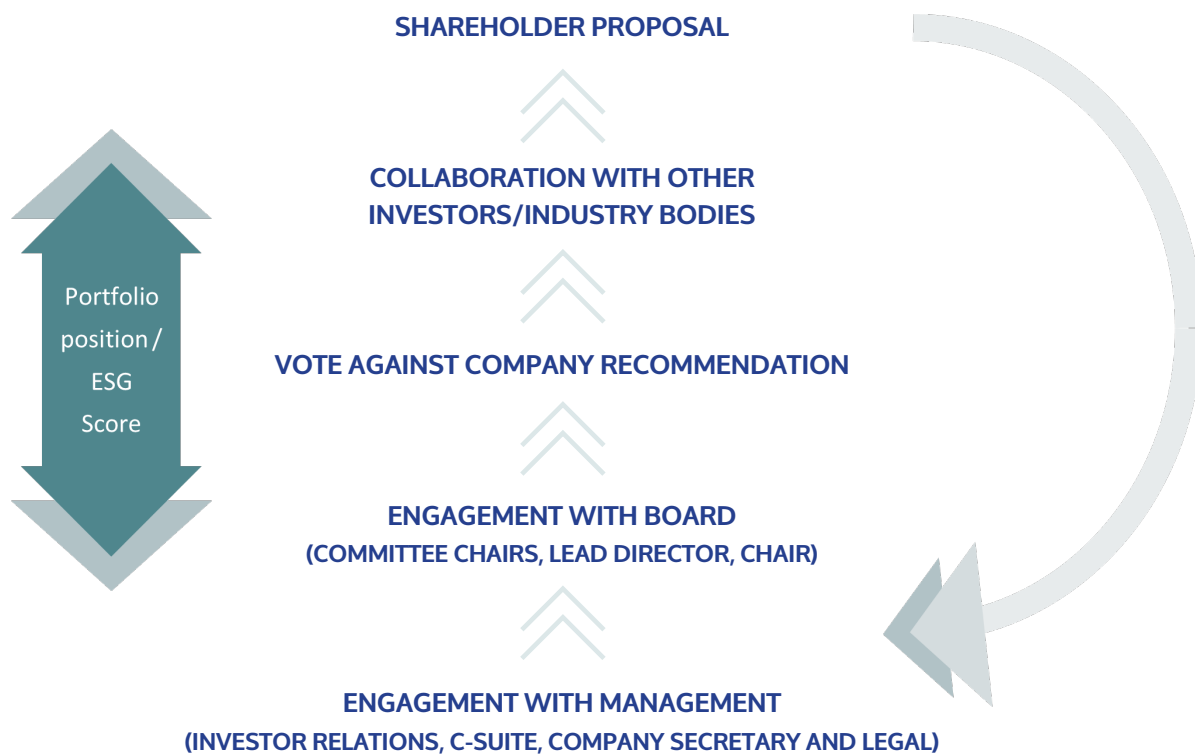 SHAREHOLDER PROPOSAL
COLLABORATION WITH OTHER
INVESTORS/INDUSTRY BODIES
Portfolio
position /
ESG
Score
VOTE AGAINST COMPANY RECOMMENDATION
ENGAGEMENT WITH BOARD
(COMMITTEE CHAIRS, LEAD DIRECTOR, CHAIR)
ENGAGEMENT WITH MANAGEMENT
(INVESTOR RELATIONS, C-SUITE, COMPANY SECRETARY AND LEGAL)